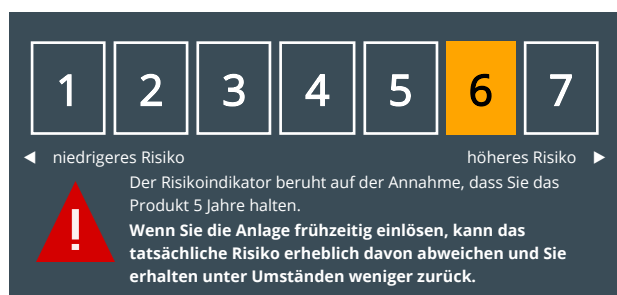 1 2 3 4 5 6 7
◄ niedrigeres Risiko höheres Risiko ►
!
Der Risikoindikator beruht auf der Annahme, dass Sie das
Produkt 5 Jahre halten.
Wenn Sie die Anlage frühzeitig einlösen, kann das
tatsächliche Risiko erheblich davon abweichen und Sie
erhalten unter Umständen weniger zurück.